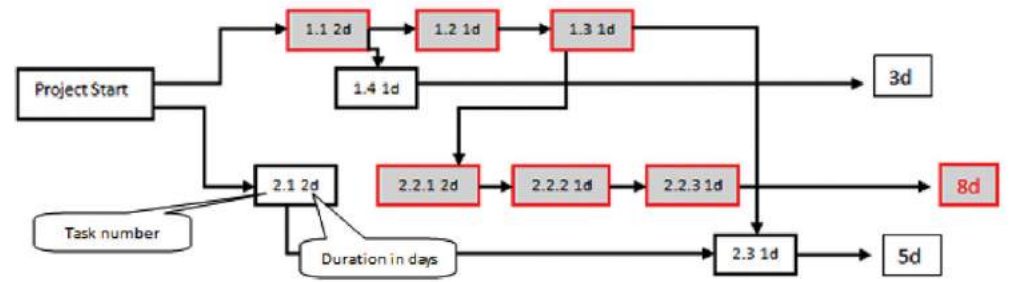 1.1 2d
1.2 1d
1.3 1d
Project Start
1.4 1d
3d
2.1 2d
2.2.1 2d
2.2.2 1d
2.2.3 1d
8d
Task number
Duration in days
2.3 1d
5d